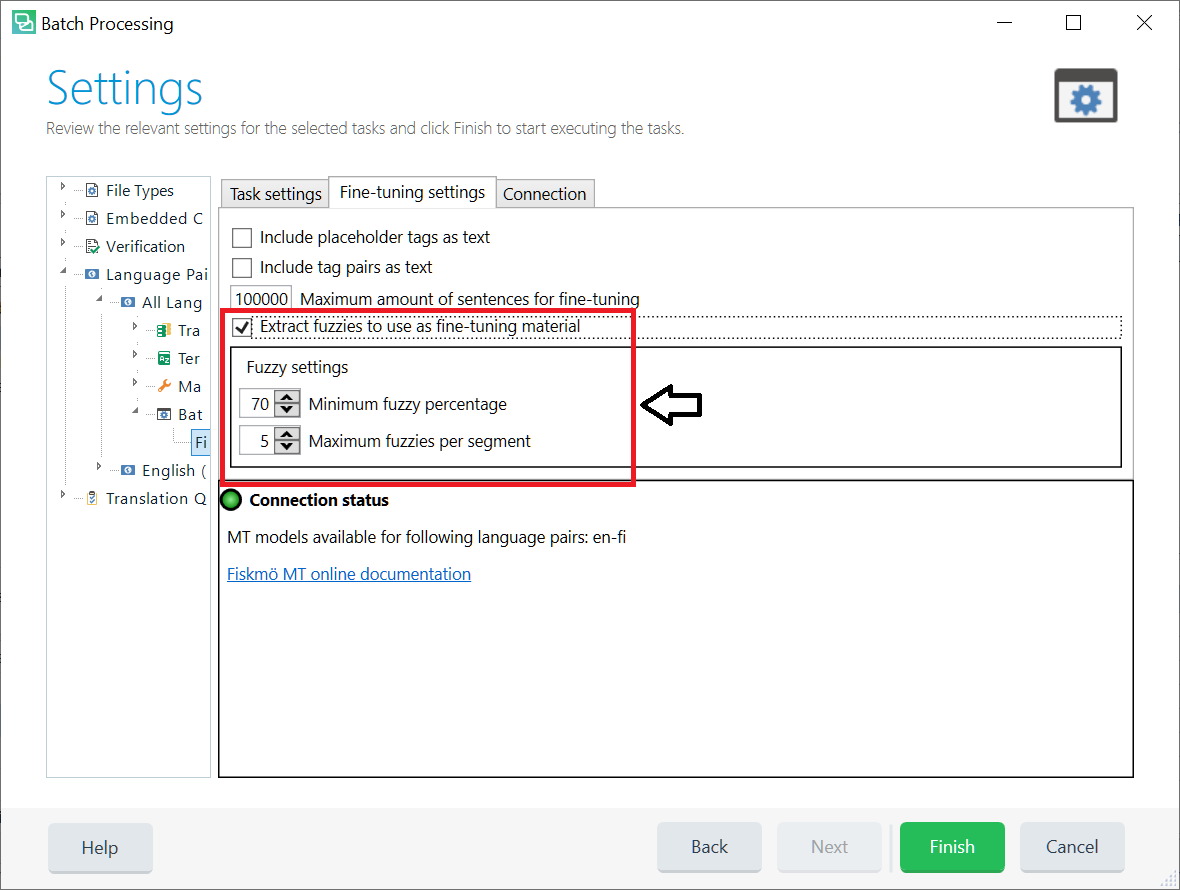 Batch Processing
Settings
Review the relevant settings for the selected tasks and click Finish to start executing the tasks.
File Types
Embedded C
Verification
Language Pai
All Lang
Tra
Ter
Ma
Bat
Fi
English (
Translation Q
Task settings
Fine-tuning settings
Connection
Include placeholder tags as text
Include tag pairs as text
100000 Maximum amount of sentences for fine-tuning
Extract fuzzies to use as fine-tuning material
Fuzzy settings
70 Minimum fuzzy percentage
5 Maximum fuzzies per segment
Connection status
MT models available for following language pairs: en-fi
Fiskmö MT online documentation
Help
Back
Next
Finish
Cancel